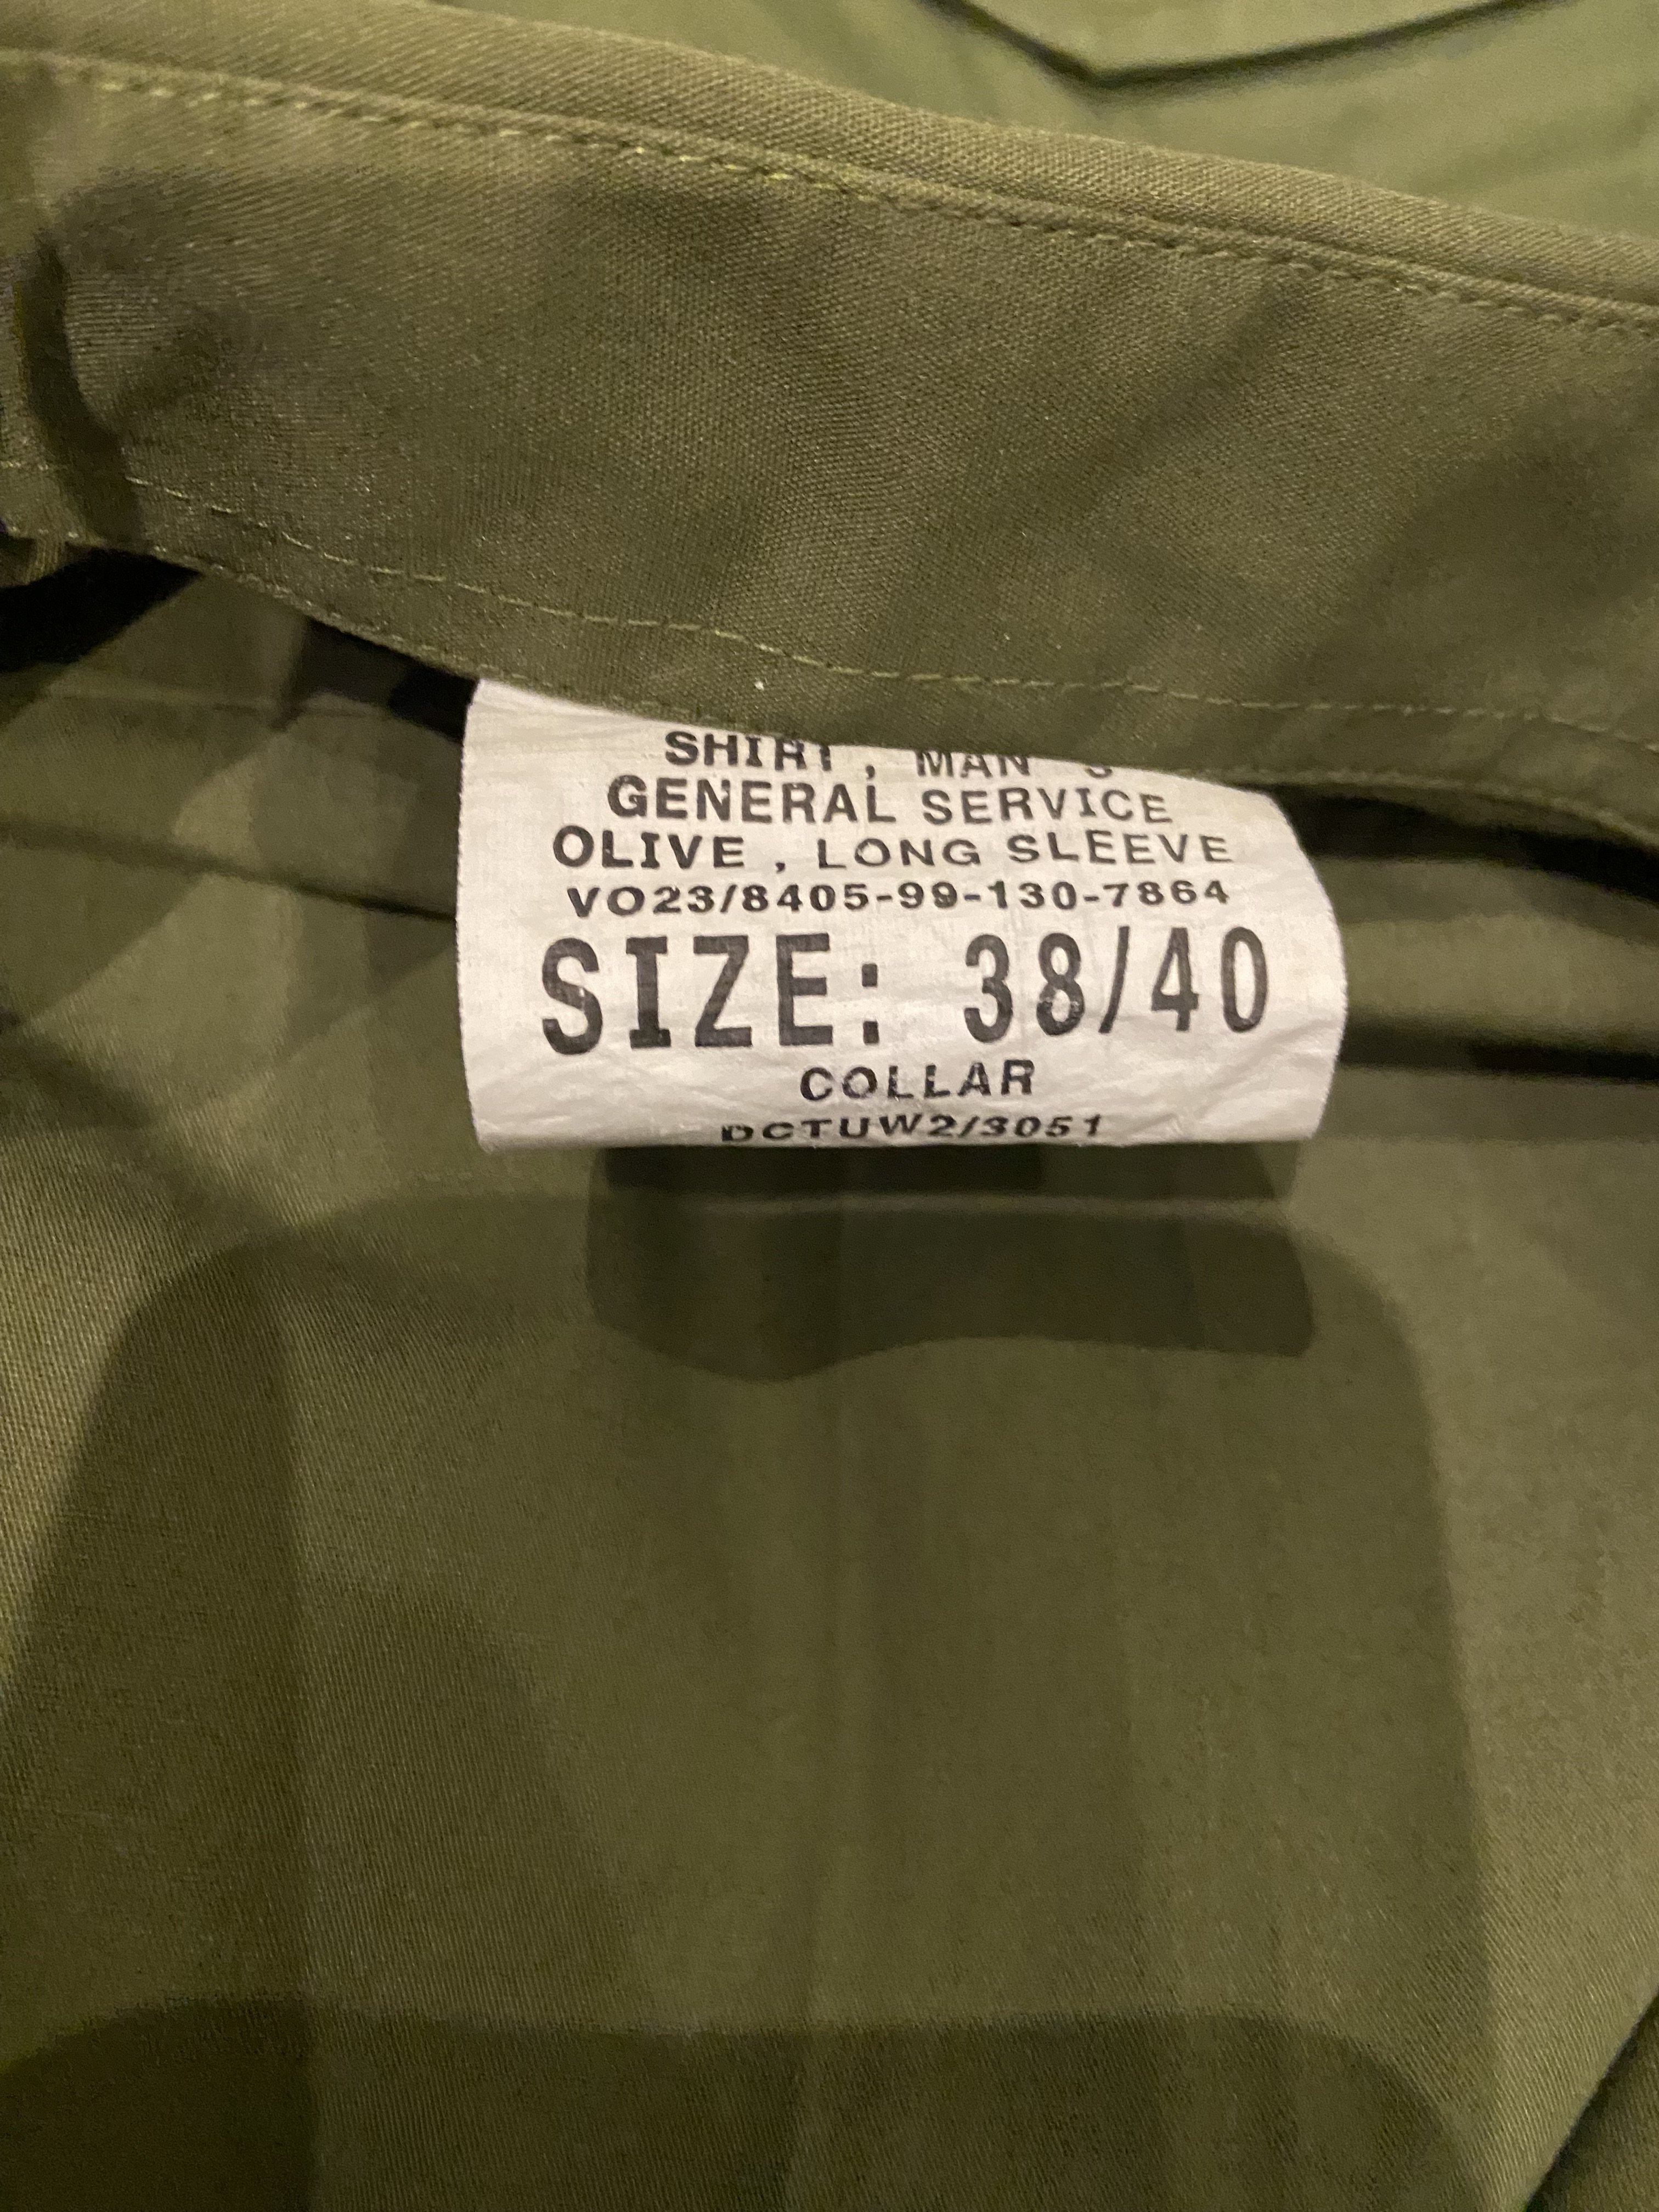 SHIRT, MAN'S
GENERAL SERVICE
OLIVE, LONG SLEEVE
VO23/8405-99-130-7864
SIZE: 38/40
COLLAR
DCTUW2/3051